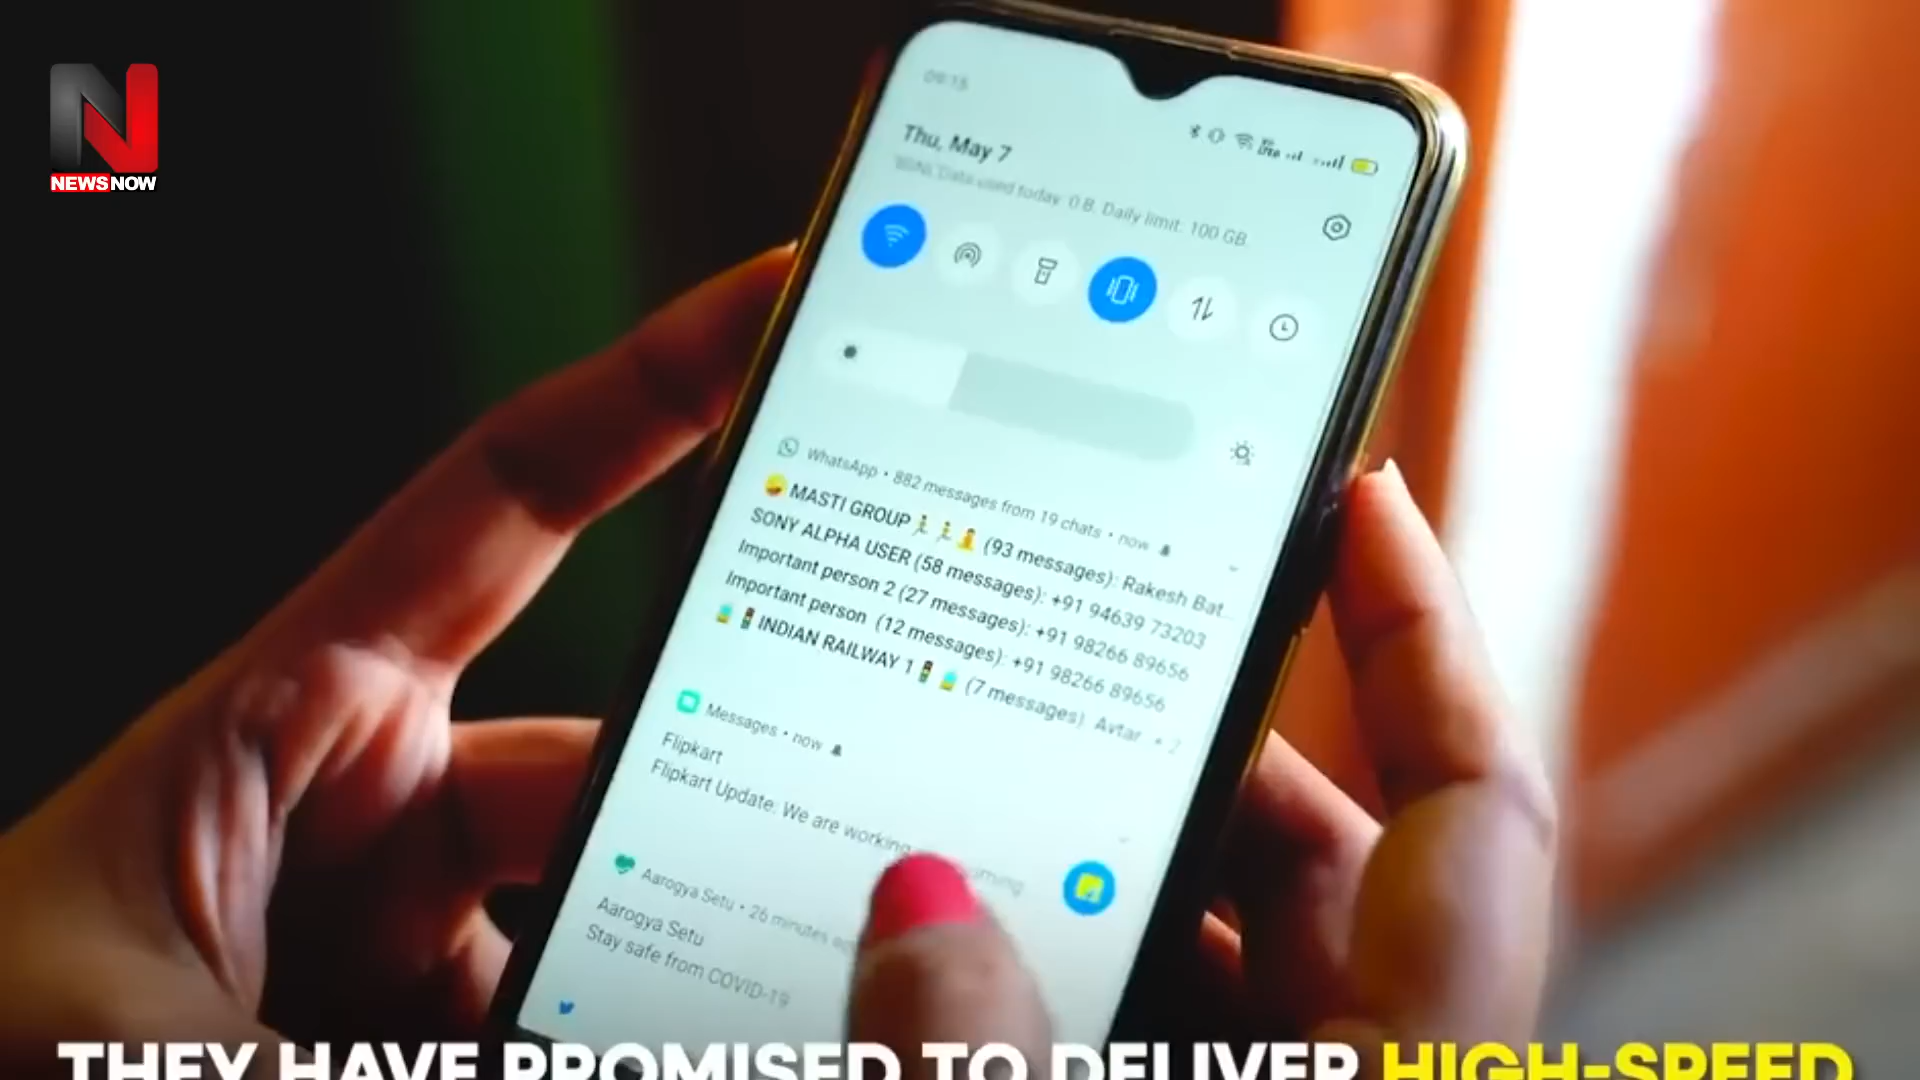 NEWSNOW
09:15
Thu, May 7
Data used today: 0 B. Daily limit: 100 GB.
WhatsApp • 882 messages from 19 chats • now
MASTI GROUP (93 messages): Rakesh Bat...
SONY ALPHA USER (58 messages): +91 94639 73203
Important person 2 (27 messages): +91 98266 89656
Important person (12 messages): +91 98266 89656
INDIAN RAILWAY 1 (7 messages) Avtar
Messages • now
Flipkart
Flipkart Update: We are working
Aarogya Setu • 26 minutes
Aarogya Setu
Stay safe from COVID-19
THEY HAVE PROMISED TO DELIVER HIGH-SPEED